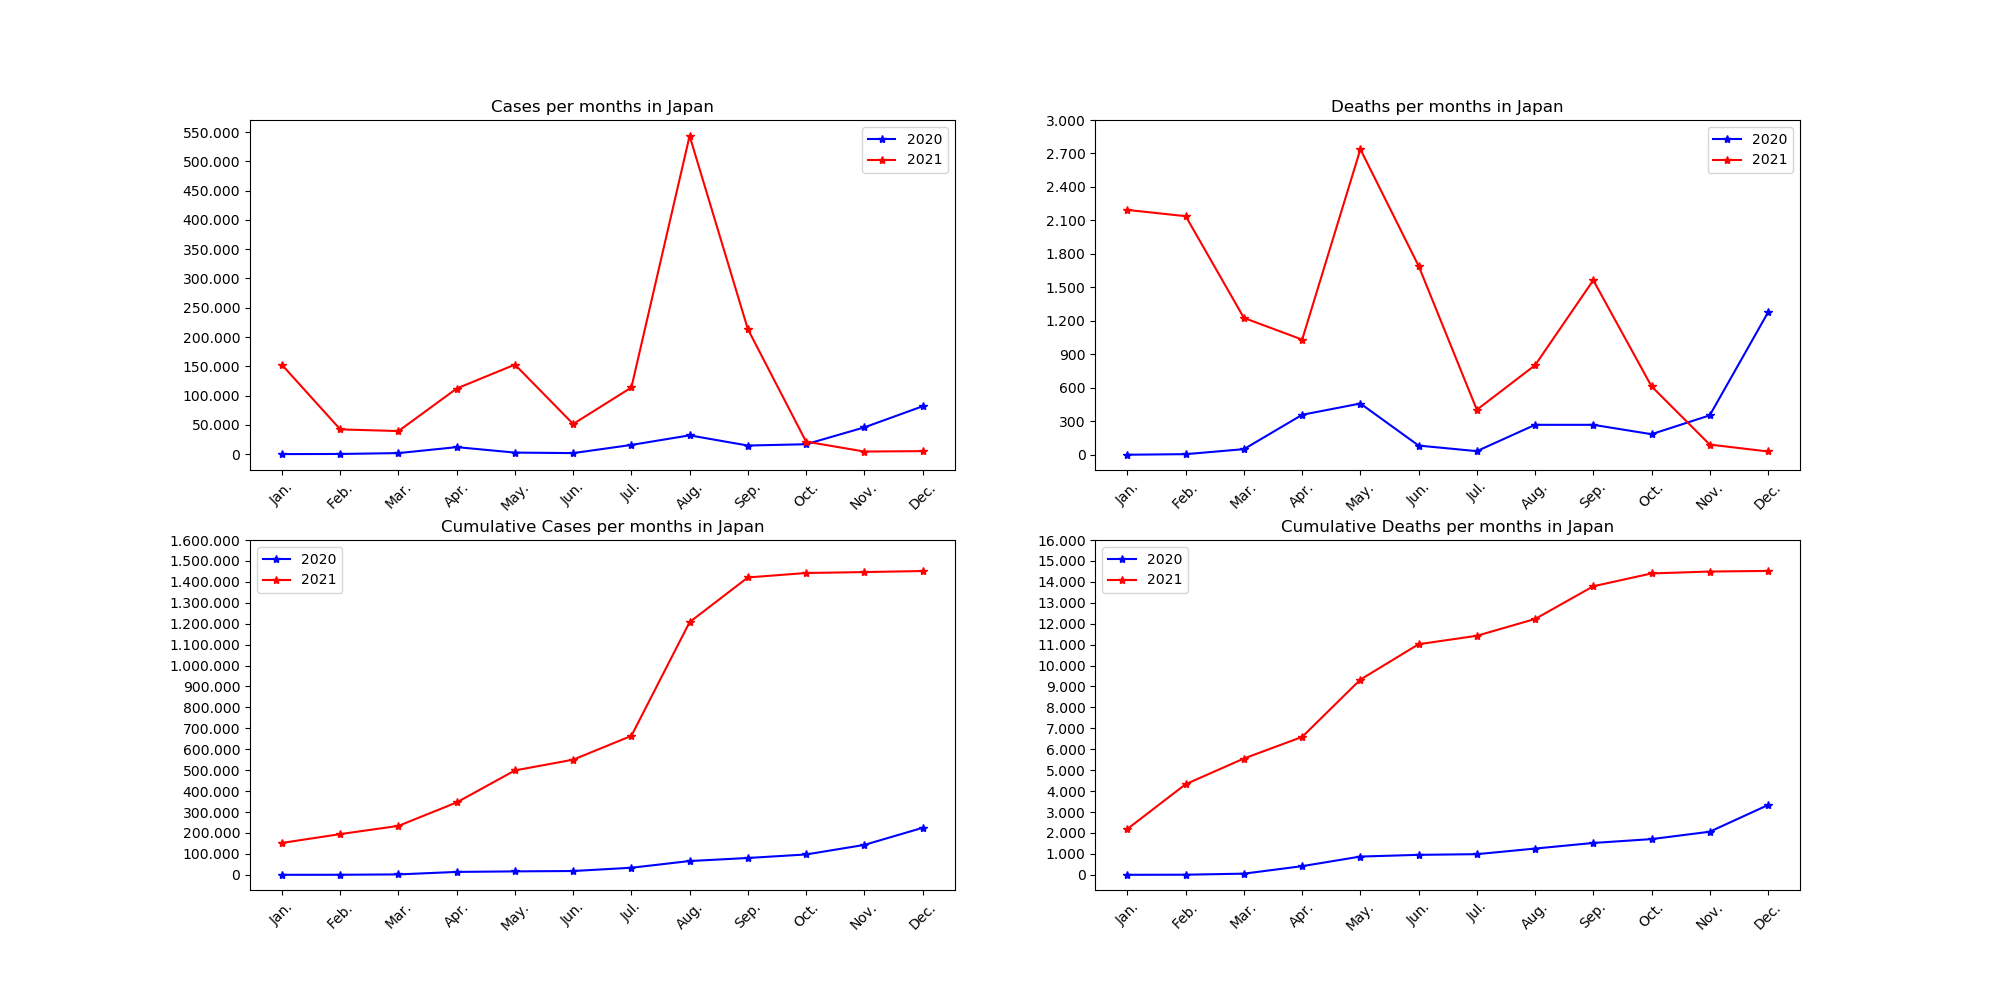 Cases per months in Japan
550.000
500.000
450.000
400.000
350.000
300.000
250.000
200.000
150.000
100.000
50.000
0
2020
2021
Jan.
Feb.
Mar.
Apr.
May.
Jun.
Jul.
Aug.
Sep.
Oct.
Nov.
Dec.
Deaths per months in Japan
3.000
2.700
2.400
2.100
1.800
1.500
1.200
900
600
300
0
2020
2021
Jan.
Feb.
Mar.
Apr.
May.
Jun.
Jul.
Aug.
Sep.
Oct.
Nov.
Dec.
Cumulative Cases per months in Japan
1.600.000
1.500.000
1.400.000
1.300.000
1.200.000
1.100.000
1.000.000
900.000
800.000
700.000
600.000
500.000
400.000
300.000
200.000
100.000
0
2020
2021
Jan.
Feb.
Mar.
Apr.
May.
Jun.
Jul.
Aug.
Sep.
Oct.
Nov.
Dec.
Cumulative Deaths per months in Japan
16.000
15.000
14.000
13.000
12.000
11.000
10.000
9.000
8.000
7.000
6.000
5.000
4.000
3.000
2.000
1.000
0
2020
2021
Jan.
Feb.
Mar.
Apr.
May.
Jun.
Jul.
Aug.
Sep.
Oct.
Nov.
Dec.